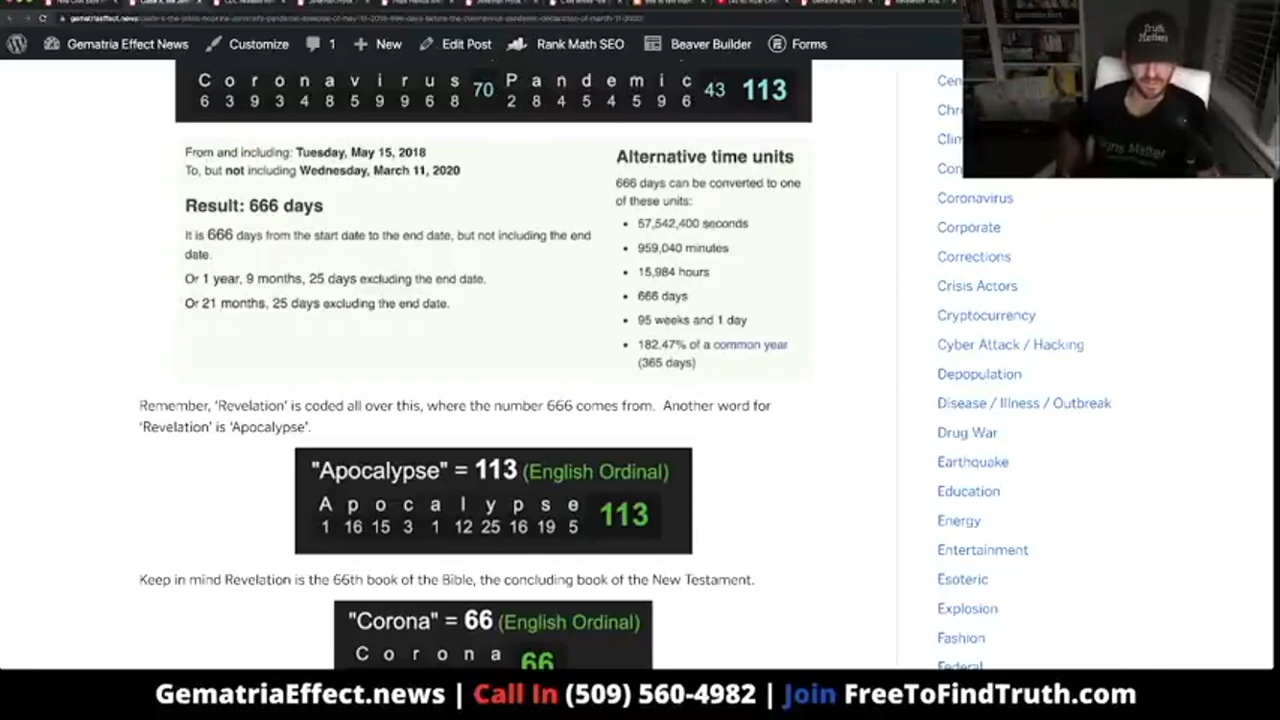 gematriaeffect.news
Gematria Effect News Customize 1 New Edit Post Rank Math SEO Beaver Builder Forms
C o r o n a v i r u s 70 P a n d e m i c 43 113
6 3 9 3 4 8 5 9 9 6 8 2 8 4 5 4 5 9 6
From and including: Tuesday, May 15, 2018
To, but not including Wednesday, March 11, 2020
Result: 666 days
It is 666 days from the start date to the end date, but not including the end
date.
Or 1 year, 9 months, 25 days excluding the end date.
Or 21 months, 25 days excluding the end date.
Alternative time units
666 days can be converted to one
of these units:
• 57,542,400 seconds
• 959,040 minutes
• 15,984 hours
• 666 days
• 95 weeks and 1 day
• 182.47% of a common year
(365 days)
Remember, ‘Revelation’ is coded all over this, where the number 666 comes from. Another word for
‘Revelation’ is ‘Apocalypse’.
"Apocalypse" = 113 (English Ordinal)
A p o c a l y p s e 113
1 16 15 3 1 12 25 16 19 5
Keep in mind Revelation is the 66th book of the Bible, the concluding book of the New Testament.
"Corona" = 66 (English Ordinal)
C o r o n a 66
Truth
Matters
Matter
Cen
Chr
Clim
Con
Coronavirus
Corporate
Corrections
Crisis Actors
Cryptocurrency
Cyber Attack / Hacking
Depopulation
Disease / Illness / Outbreak
Drug War
Earthquake
Education
Energy
Entertainment
Esoteric
Explosion
Fashion
Federal
GematriaEffect.news | Call In (509) 560-4982 | Join FreeToFindTruth.com